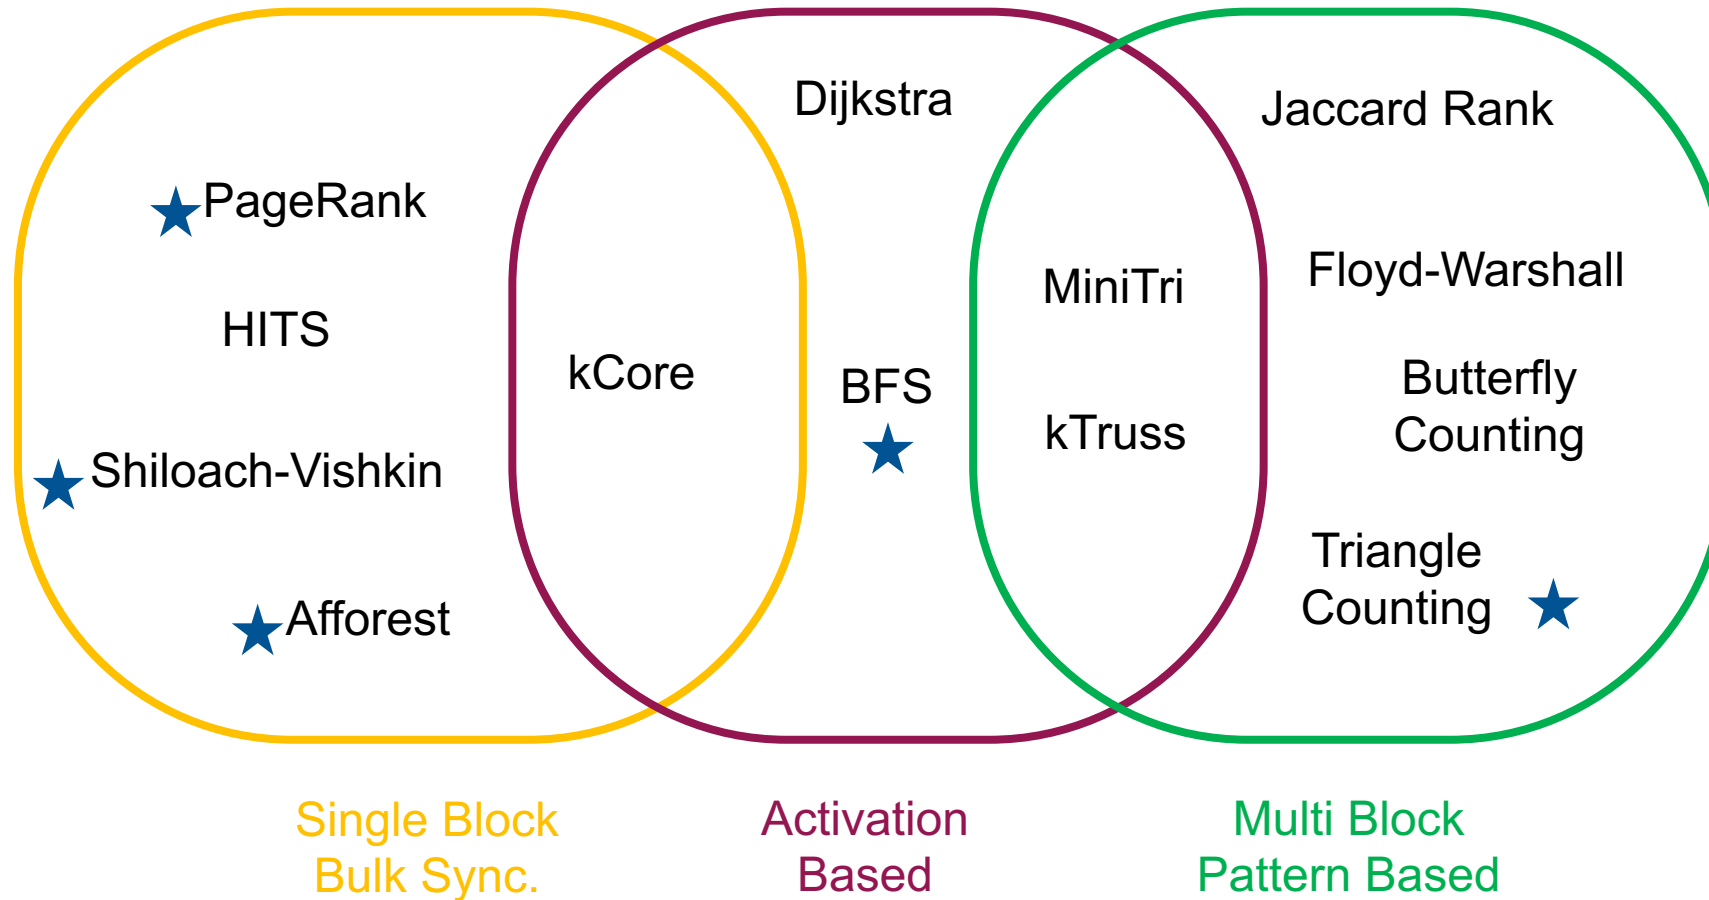 Dijkstra
Jaccard Rank
PageRank
MiniTri
Floyd-Warshall
HITS
kCore
BFS
Butterfly
Counting
kTruss
Shiloach-Vishkin
Triangle
Counting
Afforest
Single Block
Bulk Sync.
Activation
Based
Multi Block
Pattern Based